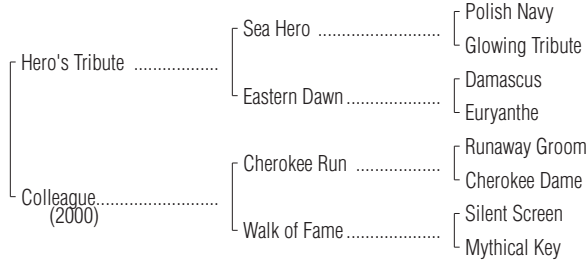 Polish Navy
Sea Hero ..................
Glowing Tribute
Hero's Tribute ..................
Damascus
Eastern Dawn..................
Euryanthe
Runaway Groom
Cherokee Run ..................
Cherokee Dame
Colleague..................
(2000)
Silent Screen
Walk of Fame..................
Mythical Key